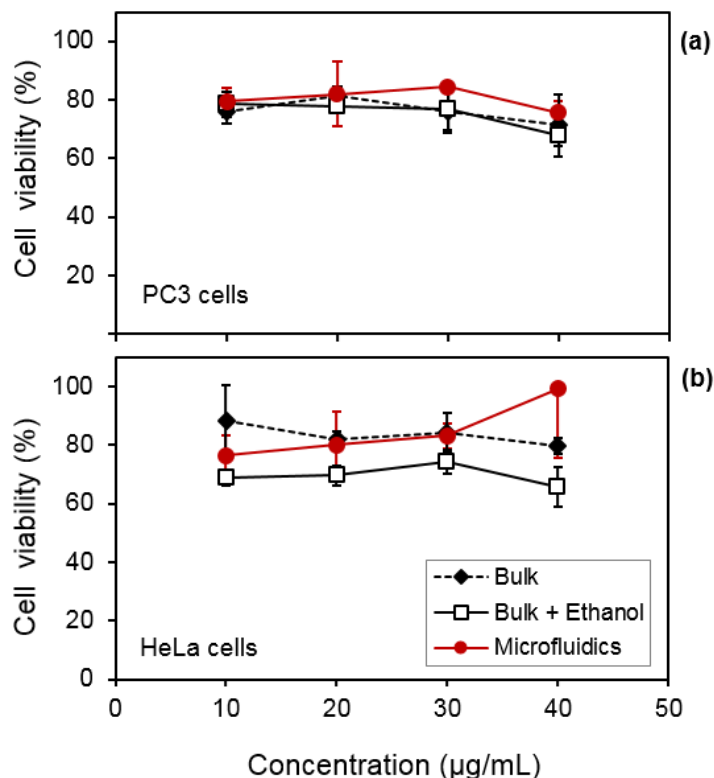 (a)
100
80
60
40
20
Cell viability (%)
PC3 cells
(b)
100
80
60
40
20
0
Cell viability (%)
HeLa cells
Bulk
Bulk + Ethanol
Microfluidics
0 10 20 30 40 50
Concentration (µg/mL)